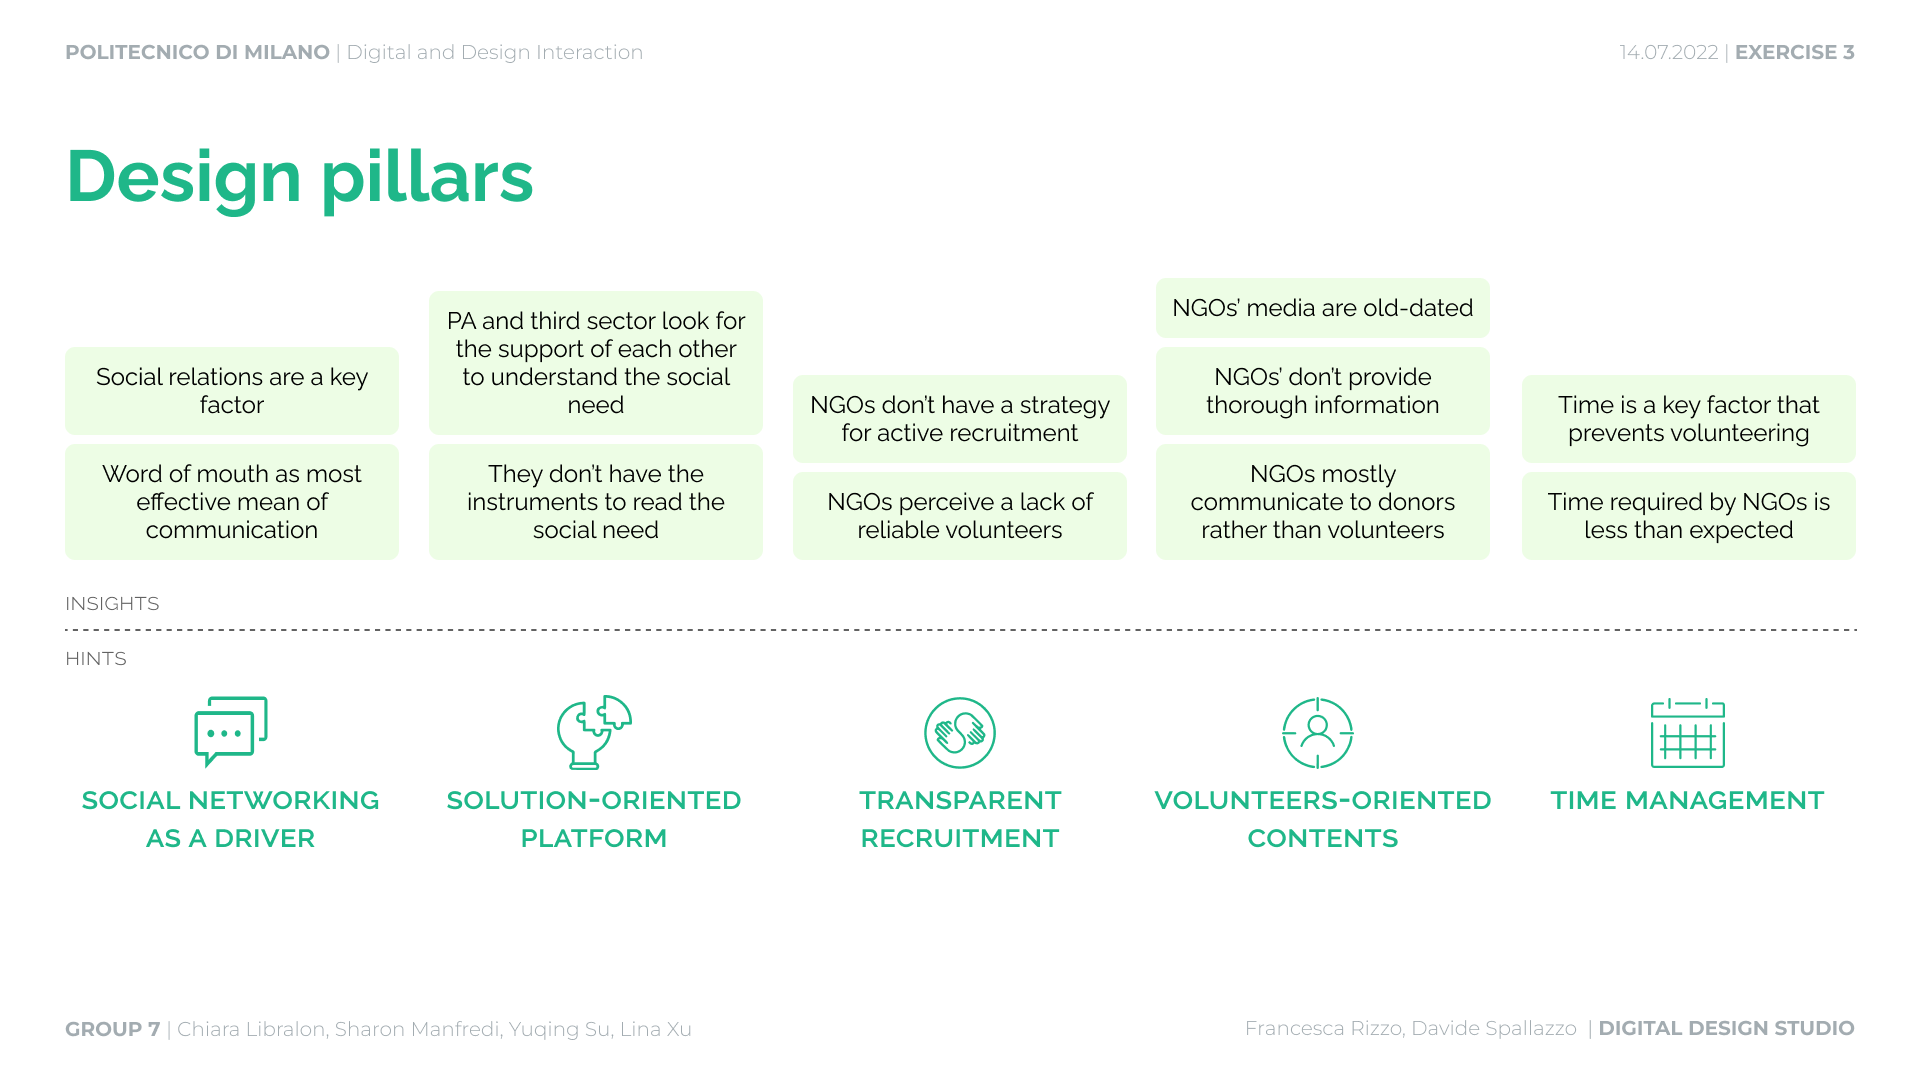 POLITECNICO DI MILANO | Digital and Design Interaction
14.07.2022 | EXERCISE 3
Design pillars
Social relations are a key
factor
Word of mouth as most
effective mean of
communication
PA and third sector look for
the support of each other
to understand the social
need
They don't have the
instruments to read the
social need
NGOs don't have a strategy
for active recruitment
NGOs perceive a lack of
reliable volunteers
NGOs' media are old-dated
NGOs' don't provide
thorough information
NGOs mostly
communicate to donors
rather than volunteers
Time is a key factor that
prevents volunteering
Time required by NGOs is
less than expected
INSIGHTS
HINTS
SOCIAL NETWORKING
AS A DRIVER
SOLUTION-ORIENTED
PLATFORM
TRANSPARENT
RECRUITMENT
VOLUNTEERS-ORIENTED
CONTENTS
TIME MANAGEMENT
GROUP 7 | Chiara Libralon, Sharon Manfredi, Yuqing Su, Lina Xu
Francesca Rizzo, Davide Spallazzo | DIGITAL DESIGN STUDIO